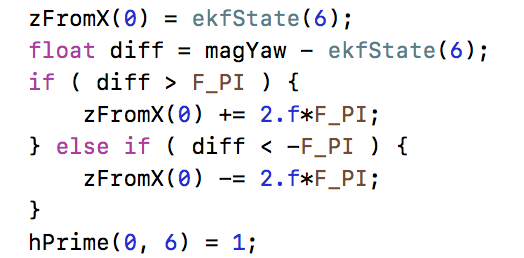 zFromX(0) = ekfState(6);
float diff = magYaw - ekfState(6);
if ( diff > F_PI ) {
    zFromX(0) += 2.f*F_PI;
} else if ( diff < -F_PI ) {
    zFromX(0) -= 2.f*F_PI;
}
hPrime(0, 6) = 1;